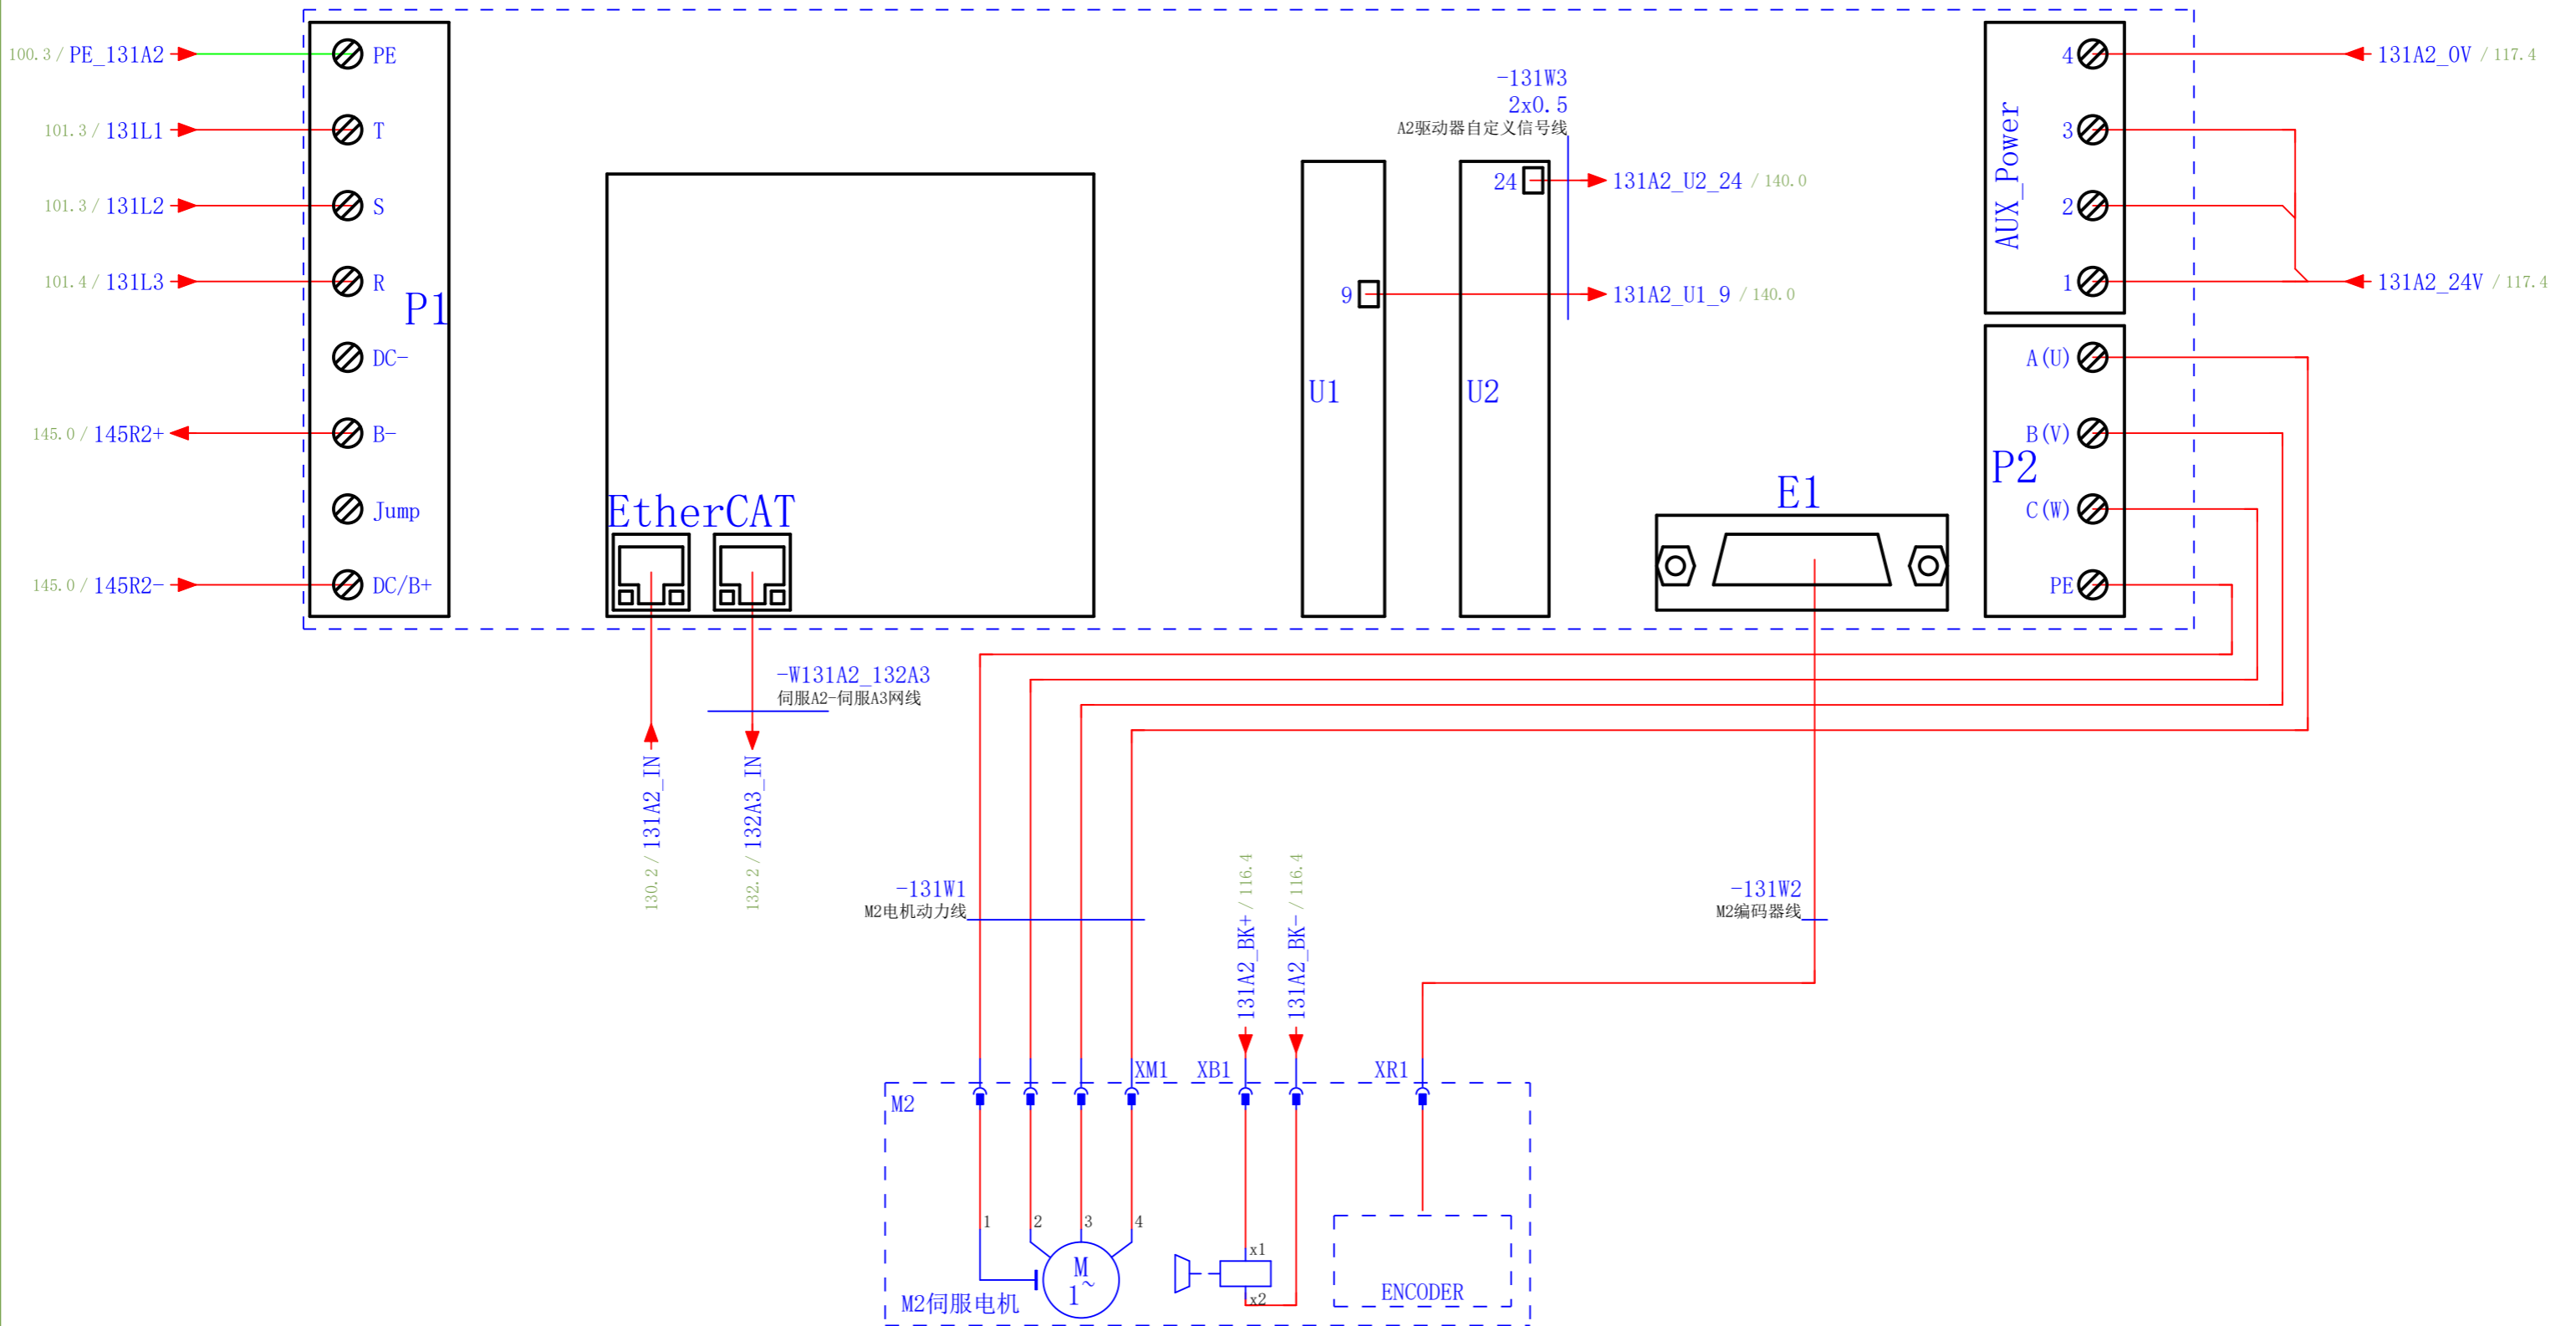 100.3 / PE_131A2
PE
101.3 / 131L1
T
101.3 / 131L2
S
101.4 / 131L3
R
P1
DC-
145.0 / 145R2+
B-
Jump
145.0 / 145R2-
DC/B+
EtherCAT
-131W3
2x0.5
A2驱动器自定义信号线
24
131A2_U2_24 / 140.0
9
131A2_U1_9 / 140.0
U1
U2
E1
AUX_Power
4
131A2_0V / 117.4
3
2
1
131A2_24V / 117.4
A(U)
B(V)
P2
C(W)
PE
-W131A2_132A3
伺服A2-伺服A3网线
130.2 / 131A2_IN
132.2 / 132A3_IN
-131W1
M2电机动力线
131A2_BK+ / 116.4
131A2_BK- / 116.4
-131W2
M2编码器线
XM1
XB1
XR1
M2
1
2
3
4
M
1~
M2伺服电机
x1
x2
ENCODER